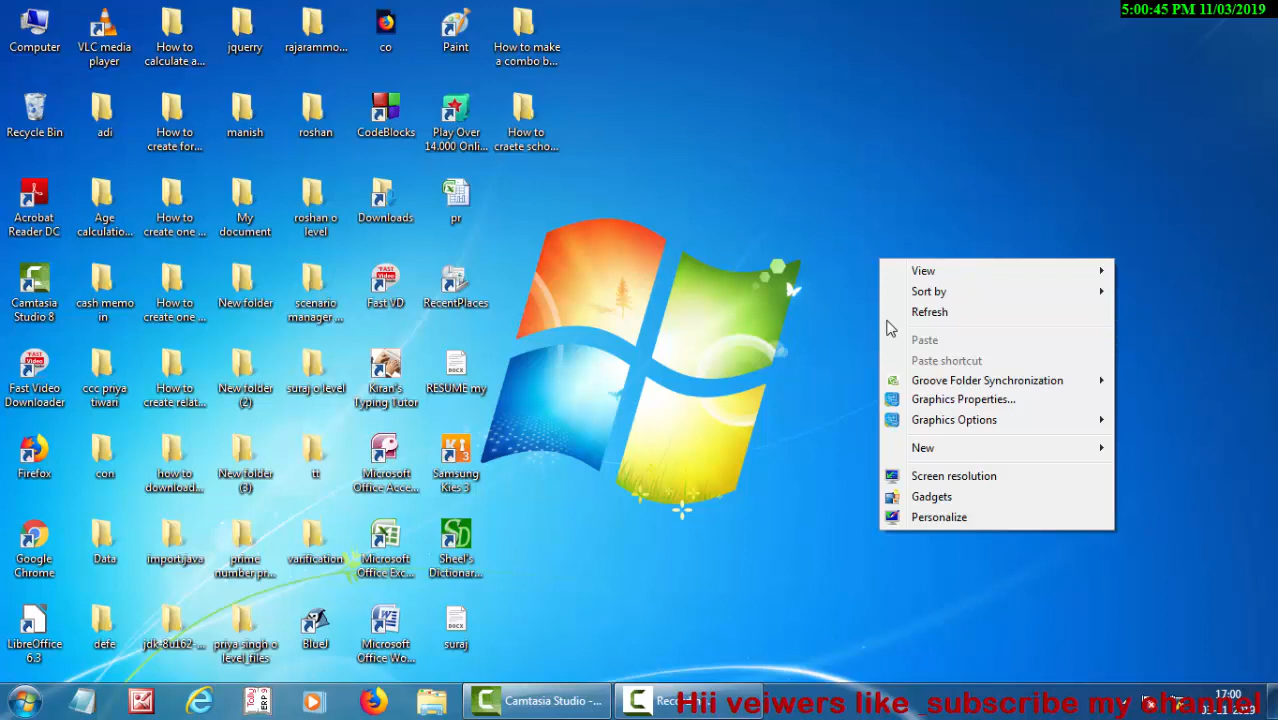 5:00:45 PM 11/03/2019
Computer
VLC media
player
How to
calculate a...
jquerry
rajarammo...
co
Paint
How to make
a combo b...
Recycle Bin
adi
How to
create for...
manish
roshan
CodeBlocks
Play Over
14.000 Onli...
How to
craete scho...
Acrobat
Reader DC
Age
calculatio...
How to
create one ...
My
document
roshan o
level
Downloads
pr
Camtasia
Studio 8
cash memo
in
How to
create one ...
New folder
scenario
manager ...
Fast VD
RecentPlaces
Fast Video
Downloader
ccc priya
tiwari
How to
create relat...
New folder
(2)
suraj o level
Kiran's
Typing Tutor
RESUME my
Firefox
con
how to
download...
New folder
(3)
tt
Microsoft
Office Acce...
Samsung
Kies 3
Google
Chrome
Data
import java
prime
number pr...
varification
Microsoft
Office Exc...
Sheel's
Dictionar...
LibreOffice
6.3
defe
jdk-8u162-...
priya singh o
level files
BlueJ
Microsoft
Office Wo...
suraj
View
Sort by
Refresh
Paste
Paste shortcut
Groove Folder Synchronization
Graphics Properties...
Graphics Options
New
Screen resolution
Gadgets
Personalize
Camtasia Studio -...
Hii veiwers like _subscribe my channel
17:00